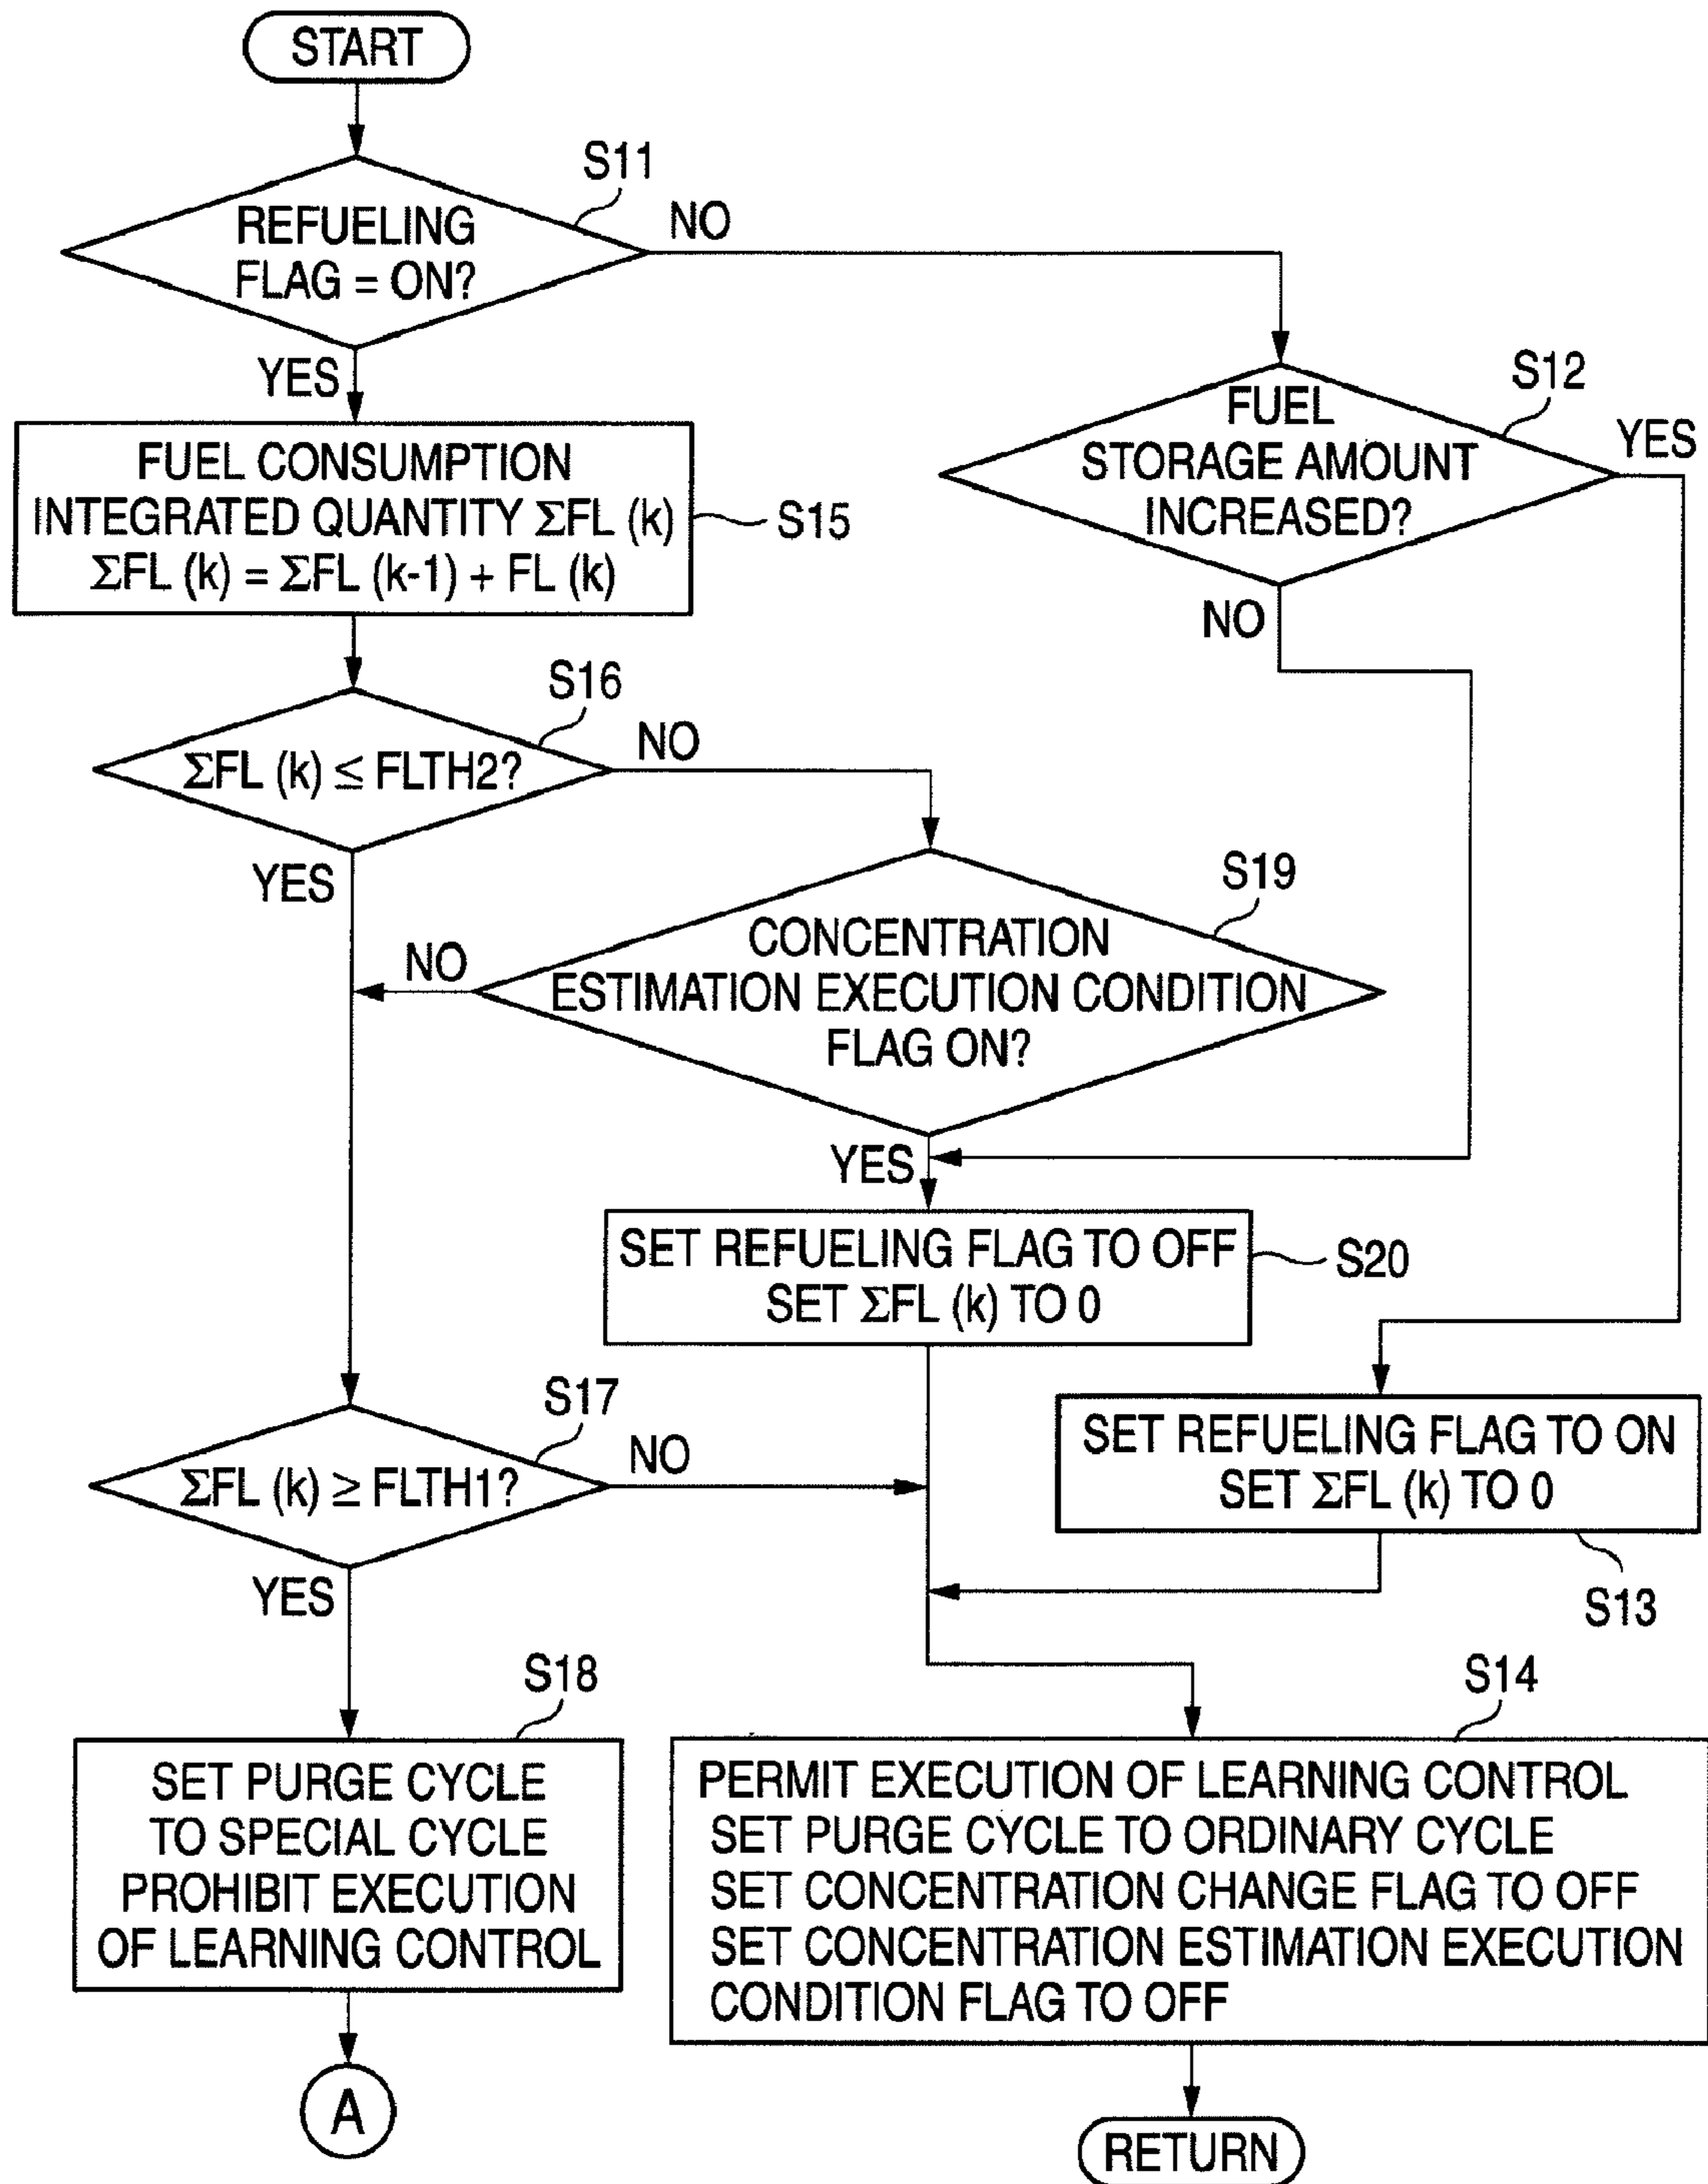 START
S11
REFUELING
FLAG = ON?
NO
YES
S12
FUEL
STORAGE AMOUNT
INCREASED?
YES
NO
FUEL CONSUMPTION
INTEGRATED QUANTITY ΣFL (k)
ΣFL (k) = ΣFL (k-1) + FL (k)
S15
S16
ΣFL (k) ≤ FLTH2?
NO
YES
S19
CONCENTRATION
ESTIMATION EXECUTION CONDITION
FLAG ON?
NO
YES
SET REFUELING FLAG TO OFF
SET ΣFL (k) TO 0
S20
S17
ΣFL (k) ≥ FLTH1?
NO
YES
SET REFUELING FLAG TO ON
SET ΣFL (k) TO 0
S13
S18
SET PURGE CYCLE
TO SPECIAL CYCLE
PROHIBIT EXECUTION
OF LEARNING CONTROL
S14
PERMIT EXECUTION OF LEARNING CONTROL
SET PURGE CYCLE TO ORDINARY CYCLE
SET CONCENTRATION CHANGE FLAG TO OFF
SET CONCENTRATION ESTIMATION EXECUTION
CONDITION FLAG TO OFF
A
RETURN